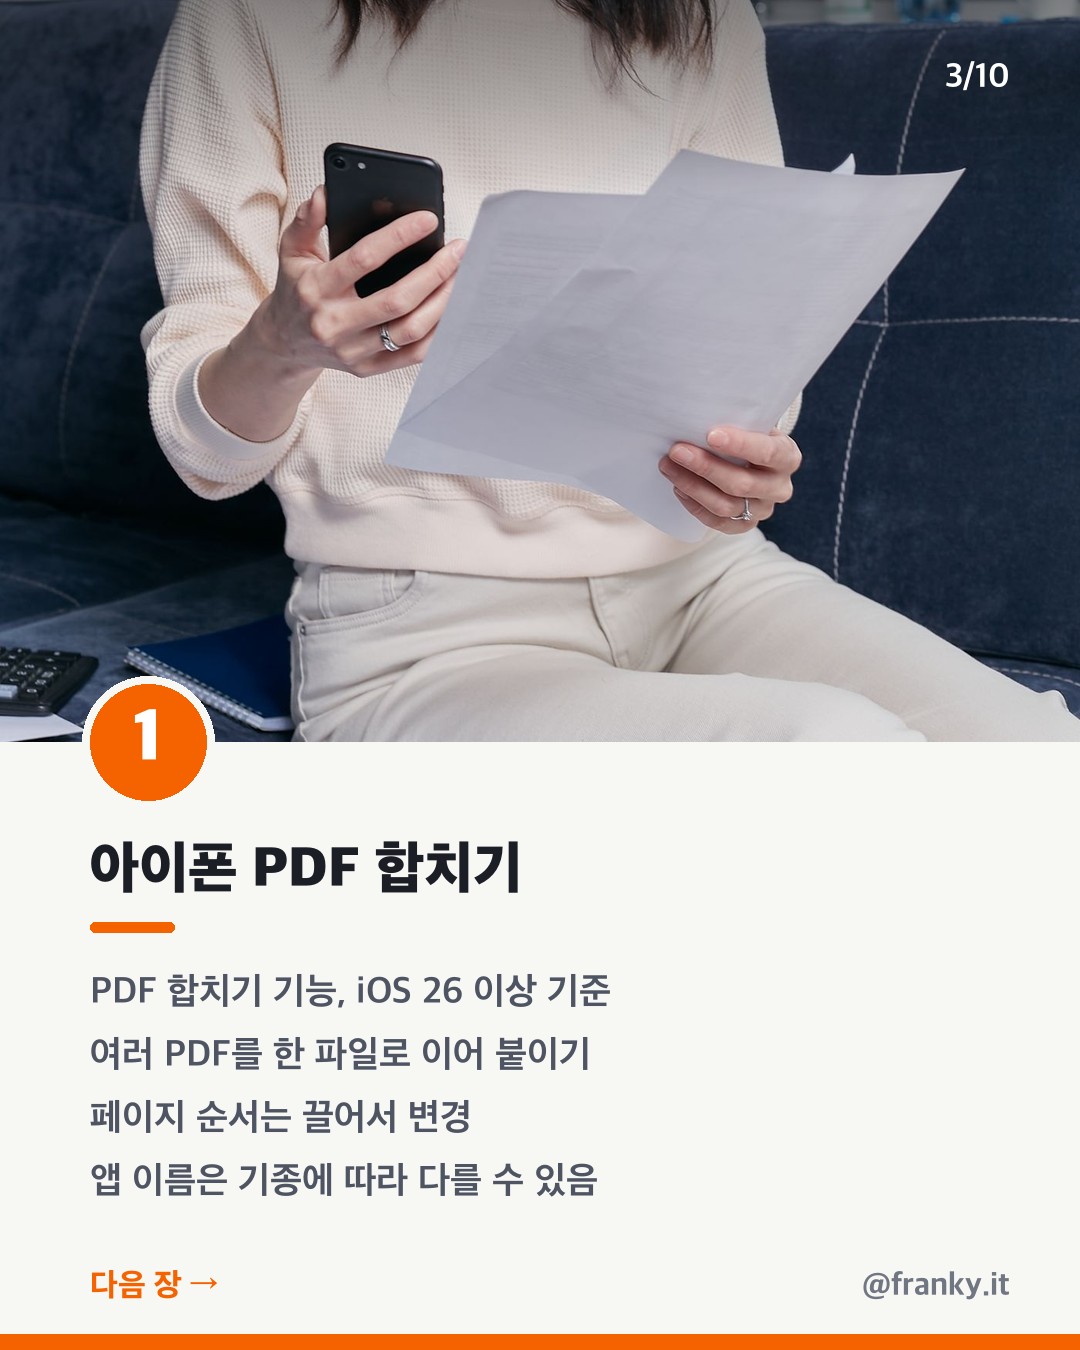 3/10
1
아이폰 PDF 합치기
PDF 합치기 기능, iOS 26 이상 기준
여러 PDF를 한 파일로 이어 붙이기
페이지 순서는 끌어서 변경
앱 이름은 기종에 따라 다를 수 있음
다음 장 →
@franky.it